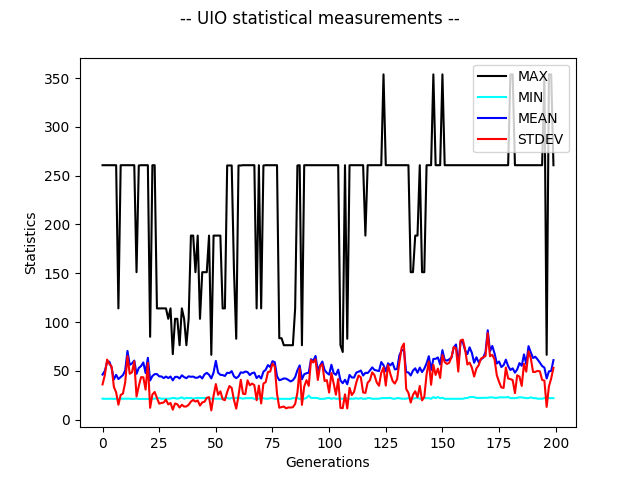 -- UIO statistical measurements --
MAX
MIN
MEAN
STDEV
Statistics
350
300
250
200
150
100
50
0
0 25 50 75 100 125 150 175 200
Generations